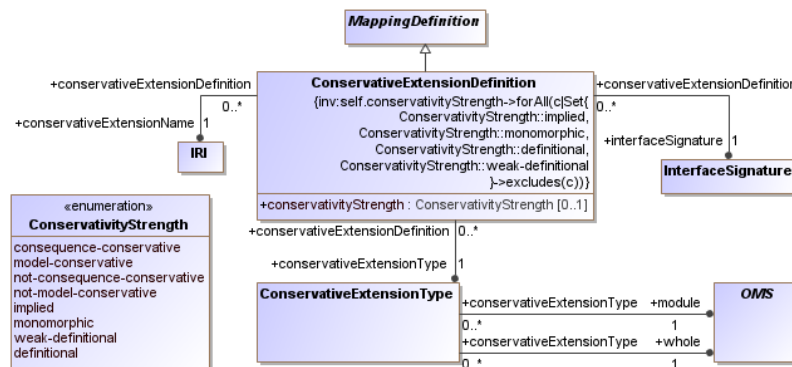 MappingDefinition
ConservativeExtensionDefinition
{inv:self.conservativityStrength->forAll(c|Set{
ConservativityStrength::implied,
ConservativityStrength::monomorphic,
ConservativityStrength::definitional,
ConservativityStrength::weak-definitional
}->excludes(c))}
+conservativityStrength : ConservativityStrength [0..1]
+conservativeExtensionDefinition
0..*
+conservativeExtensionName 1
IRI
+conservativeExtensionDefinition
0..*
+interfaceSignature 1
InterfaceSignature
«enumeration»
ConservativityStrength
consequence-conservative
model-conservative
not-consequence-conservative
not-model-conservative
implied
monomorphic
weak-definitional
definitional
+conservativeExtensionDefinition 0..*
+conservativeExtensionType 1
ConservativeExtensionType
+conservativeExtensionType +module
0..* 1
+conservativeExtensionType +whole
0..* 1
OMS